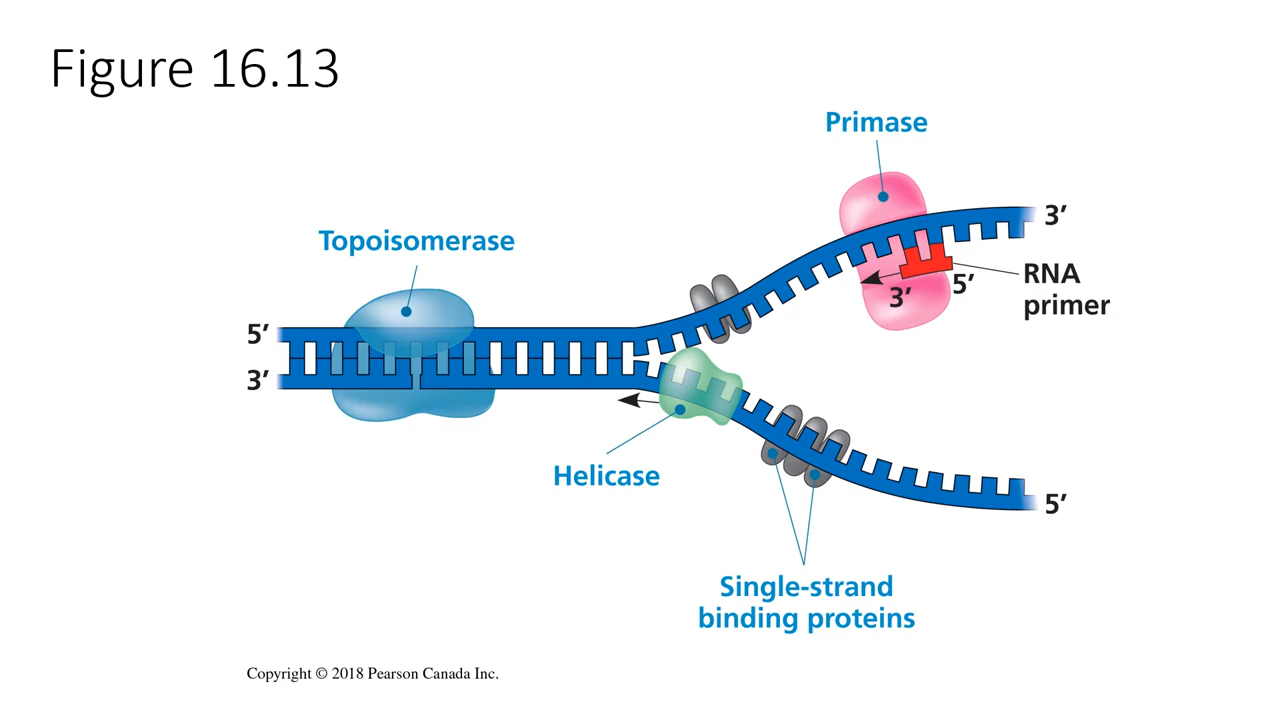 Figure 16.13
Primase
Topoisomerase
3′
RNA
primer
5′
3′
5′
3′
Helicase
5′
Single-strand
binding proteins
Copyright © 2018 Pearson Canada Inc.